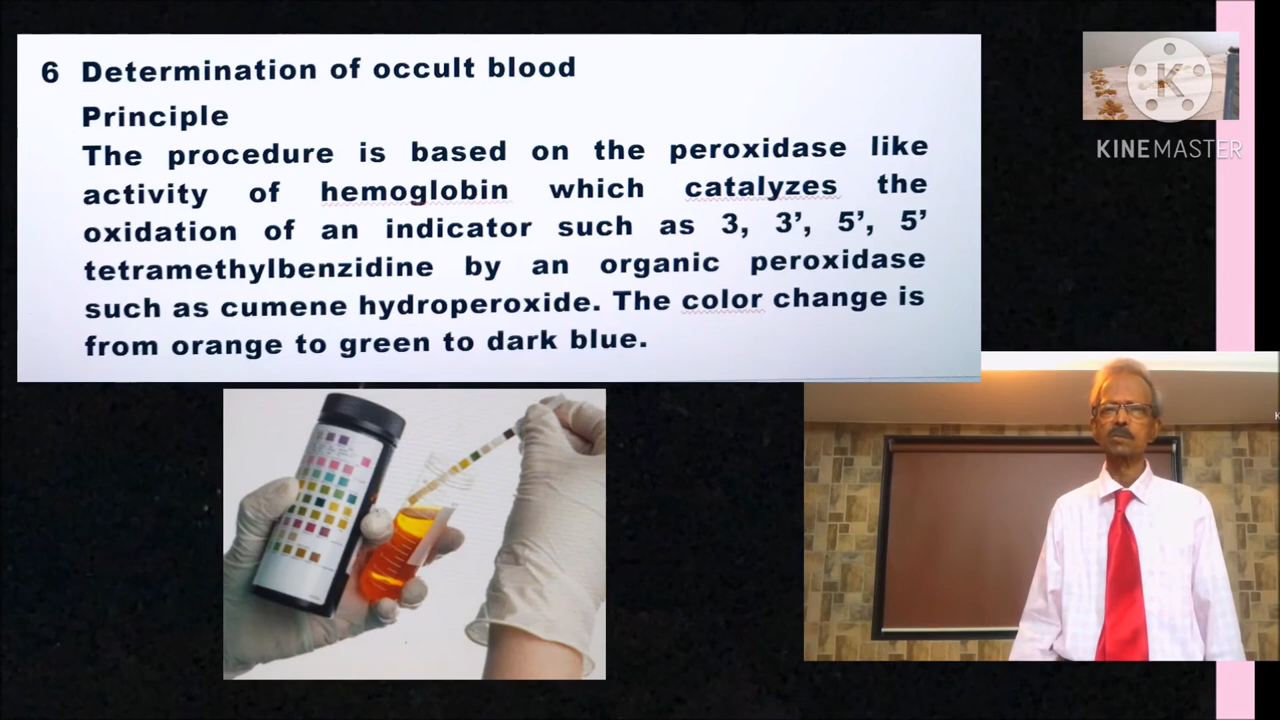 6 Determination of occult blood
Principle
The procedure is based on the peroxidase like
activity of hemoglobin which catalyzes the
oxidation of an indicator such as 3, 3’, 5’, 5’
tetramethylbenzidine by an organic peroxidase
such as cumene hydroperoxide. The color change is
from orange to green to dark blue.
K
KINEMASTER
K